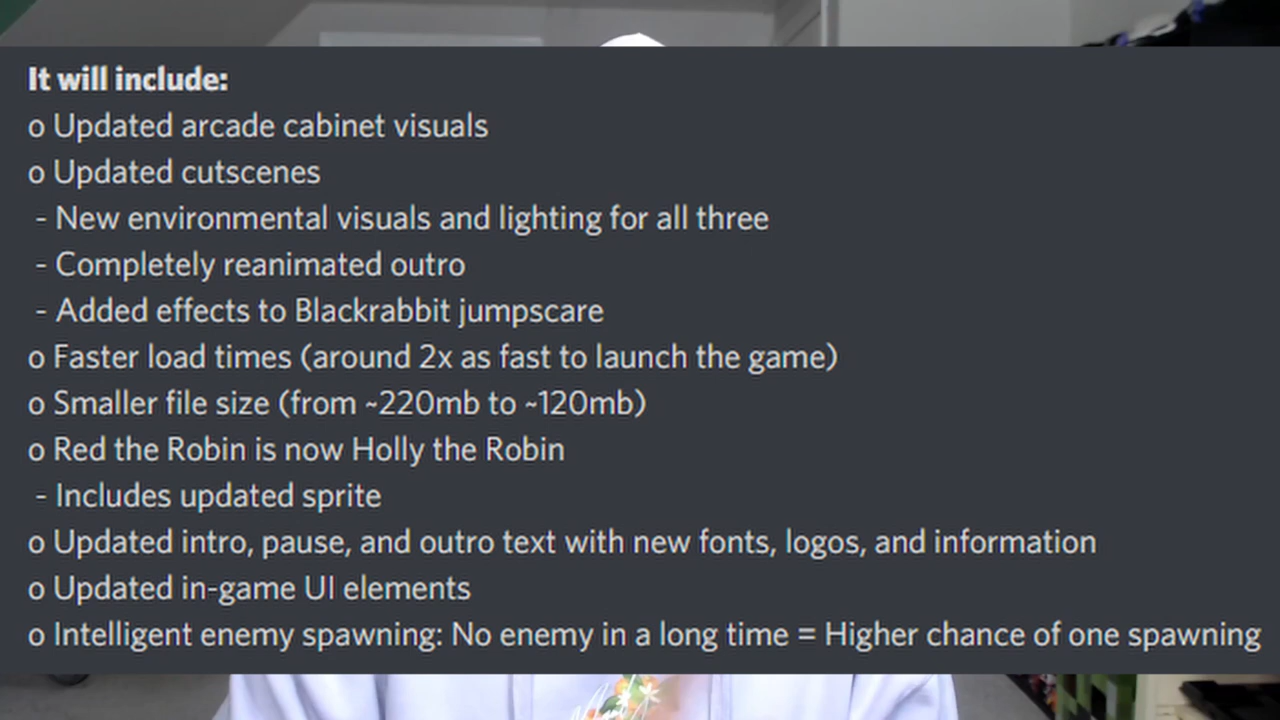 It will include:
o Updated arcade cabinet visuals
o Updated cutscenes
- New environmental visuals and lighting for all three
- Completely reanimated outro
- Added effects to Blackrabbit jumpscare
o Faster load times (around 2x as fast to launch the game)
o Smaller file size (from ~220mb to ~120mb)
o Red the Robin is now Holly the Robin
- Includes updated sprite
o Updated intro, pause, and outro text with new fonts, logos, and information
o Updated in-game UI elements
o Intelligent enemy spawning: No enemy in a long time = Higher chance of one spawning